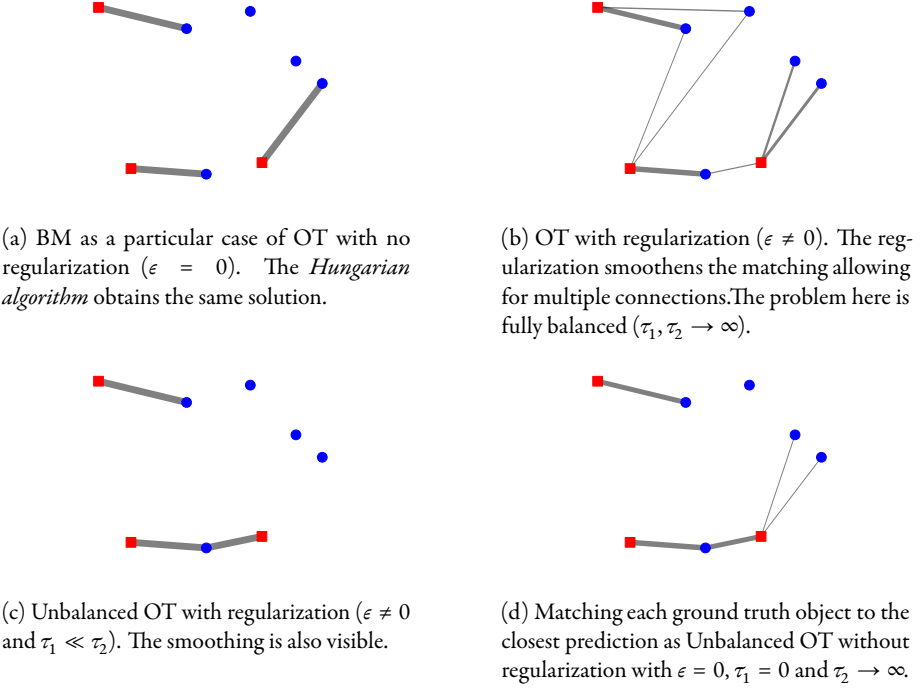 (a) BM as a particular case of OT with no
regularization (ϵ = 0). The Hungarian
algorithm obtains the same solution.
(b) OT with regularization (ϵ ≠ 0). The reg-
ularization smoothens the matching allowing
for multiple connections.The problem here is
fully balanced (τ₁, τ₂ → ∞).
(c) Unbalanced OT with regularization (ϵ ≠ 0
and τ₁ ≪ τ₂). The smoothing is also visible.
(d) Matching each ground truth object to the
closest prediction as Unbalanced OT without
regularization with ϵ = 0, τ₁ = 0 and τ₂ → ∞.